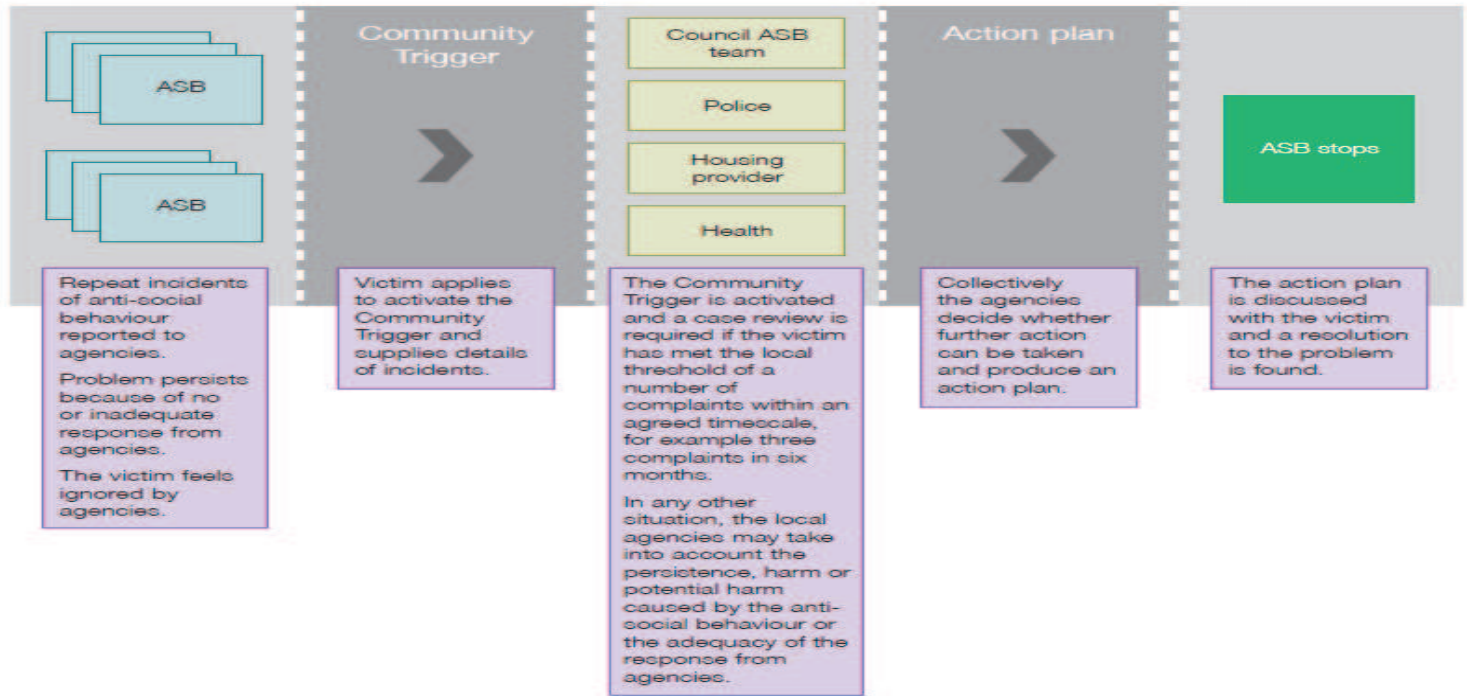 ASB
ASB
Repeat incidents
of anti-social
behaviour
reported to
agencies.
Problem persists
because of no
or inadequate
response from
agencies.
The victim feels
ignored by
agencies.
Community
Trigger
Victim applies
to activate the
Community
Trigger and
supplies details
of incidents.
Council ASB
team
Police
Housing
provider
Health
The Community
Trigger is activated
and a case review is
required if the victim
has met the local
threshold of a
number of
complaints within an
agreed timescale,
for example three
complaints in six
months.
In any other
situation, the local
agencies may take
into account the
persistence, harm or
potential harm
caused by the anti-
social behaviour or
the adequacy of the
response from
agencies.
Action plan
Collectively
the agencies
decide whether
further action
can be taken
and produce an
action plan.
ASB stops
The action plan
is discussed
with the victim
and a resolution
to the problem
is found.